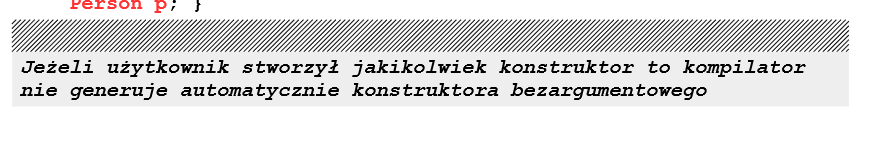 Person p; }
Jeżeli użytkownik stworzył jakikolwiek konstruktor to kompilator
nie generuje automatycznie konstruktora bezargumentowego